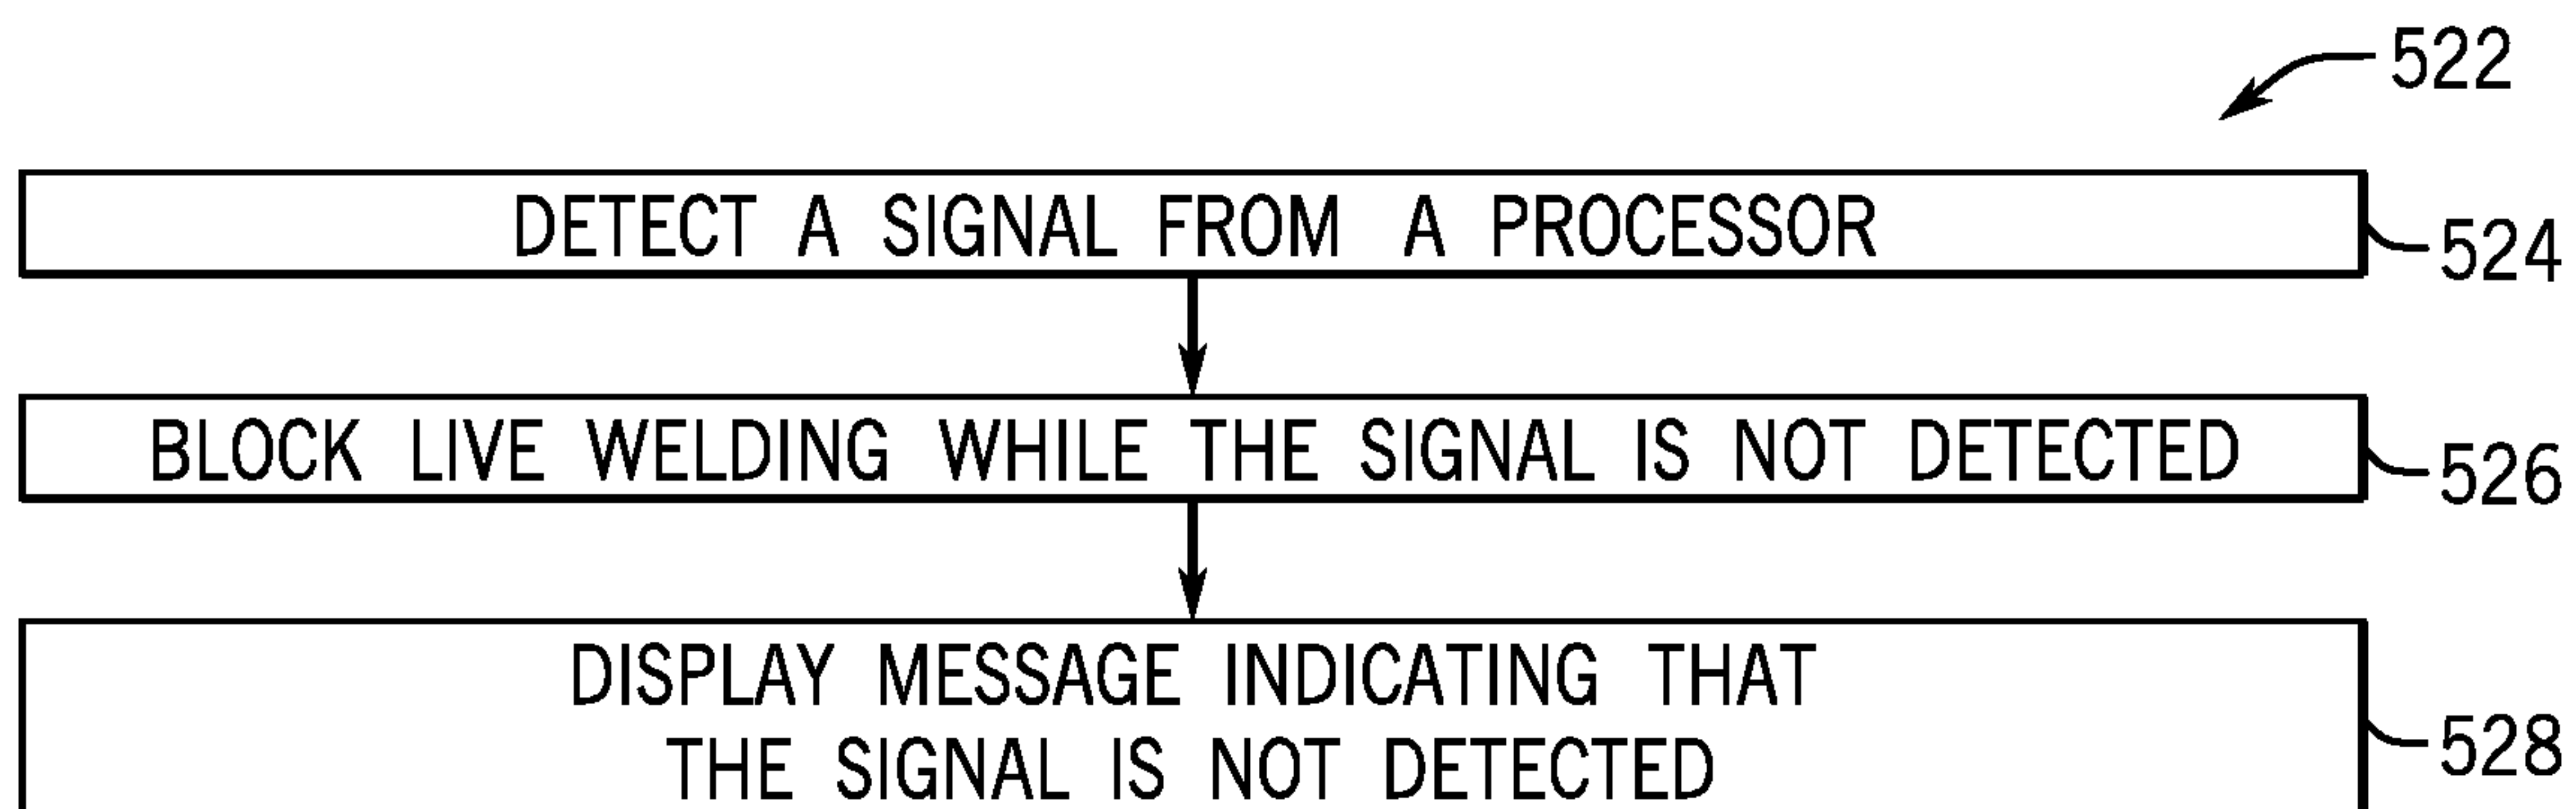 522
DETECT A SIGNAL FROM A PROCESSOR
524
BLOCK LIVE WELDING WHILE THE SIGNAL IS NOT DETECTED
526
DISPLAY MESSAGE INDICATING THAT
THE SIGNAL IS NOT DETECTED
528